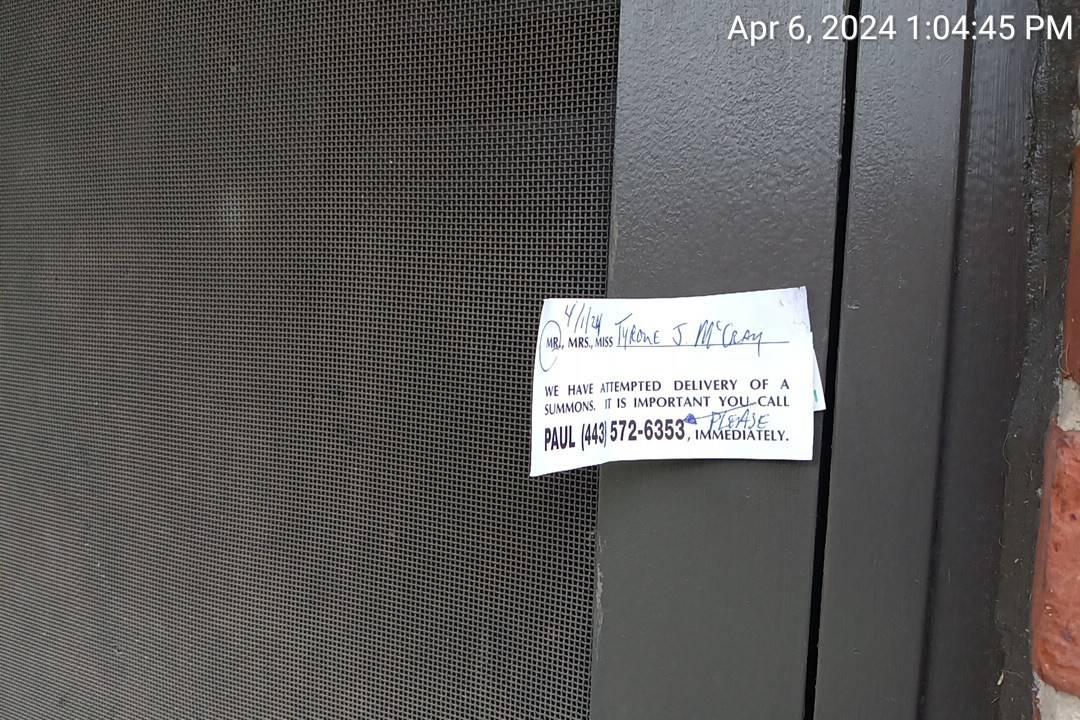 Apr 6, 2024 1:04:45 PM
4/1/24
MR., MRS., MISS TYRONE J. McCRAY
WE HAVE ATTEMPTED DELIVERY OF A
SUMMONS. IT IS IMPORTANT YOU CALL
PLEASE
PAUL (443) 572-6353, IMMEDIATELY.